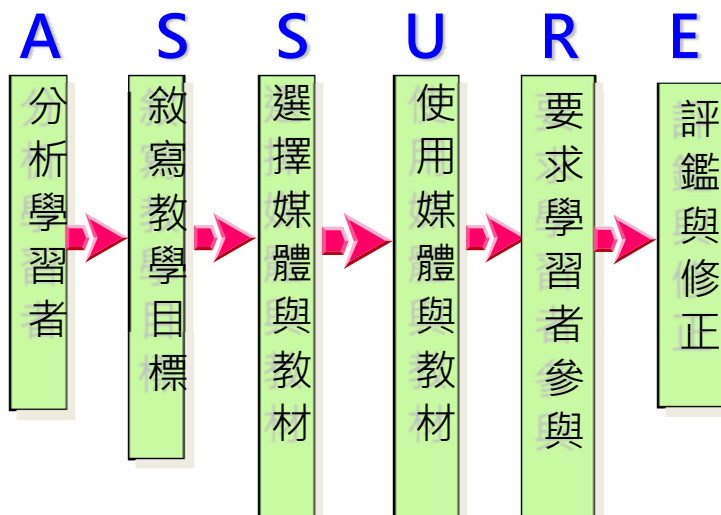 A S S U R E
分析學習者
敘寫教學目標
選擇媒體與教材
使用媒體與教材
要求學習者參與
評鑑與修正